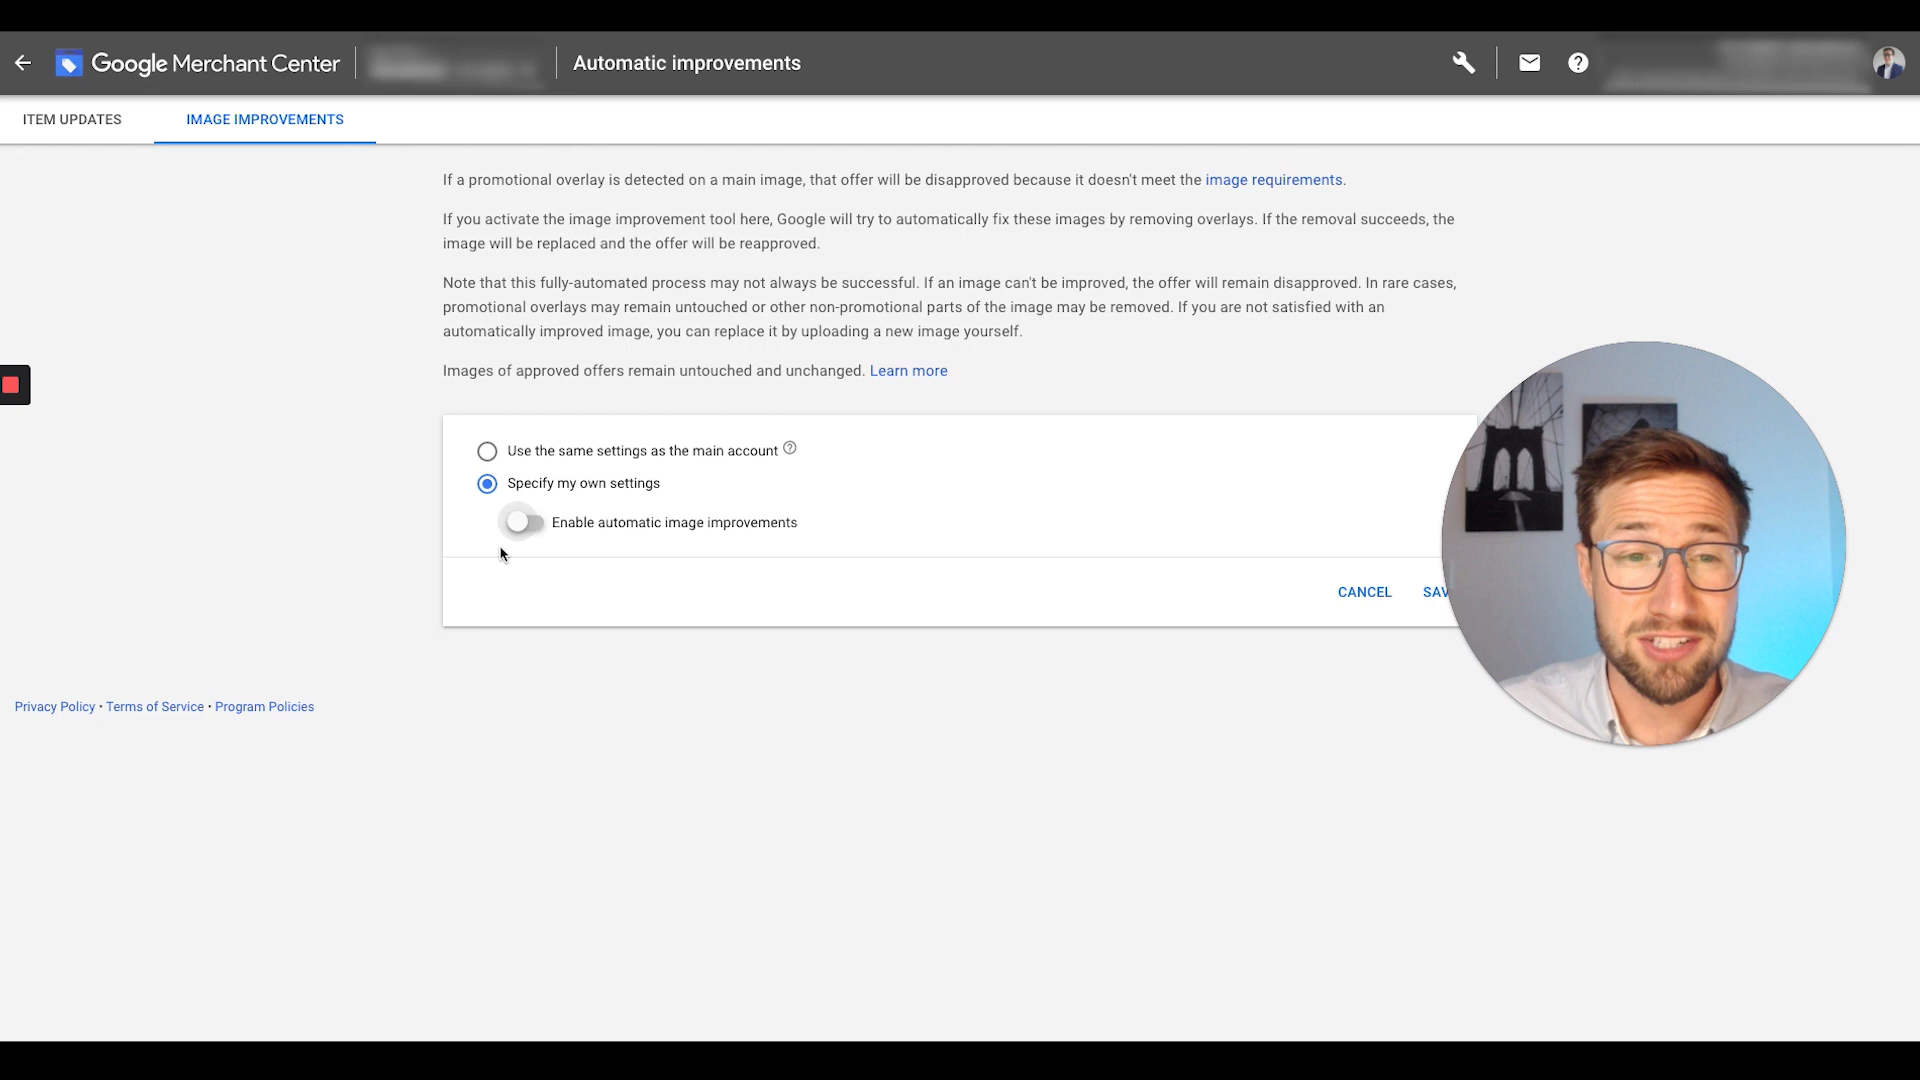 Google Merchant Center
Automatic improvements
ITEM UPDATES
IMAGE IMPROVEMENTS
If a promotional overlay is detected on a main image, that offer will be disapproved because it doesn't meet the image requirements.
If you activate the image improvement tool here, Google will try to automatically fix these images by removing overlays. If the removal succeeds, the
image will be replaced and the offer will be reapproved.
Note that this fully-automated process may not always be successful. If an image can't be improved, the offer will remain disapproved. In rare cases,
promotional overlays may remain untouched or other non-promotional parts of the image may be removed. If you are not satisfied with an
automatically improved image, you can replace it by uploading a new image yourself.
Images of approved offers remain untouched and unchanged. Learn more
Use the same settings as the main account
Specify my own settings
Enable automatic image improvements
CANCEL SAV
Privacy Policy • Terms of Service • Program Policies